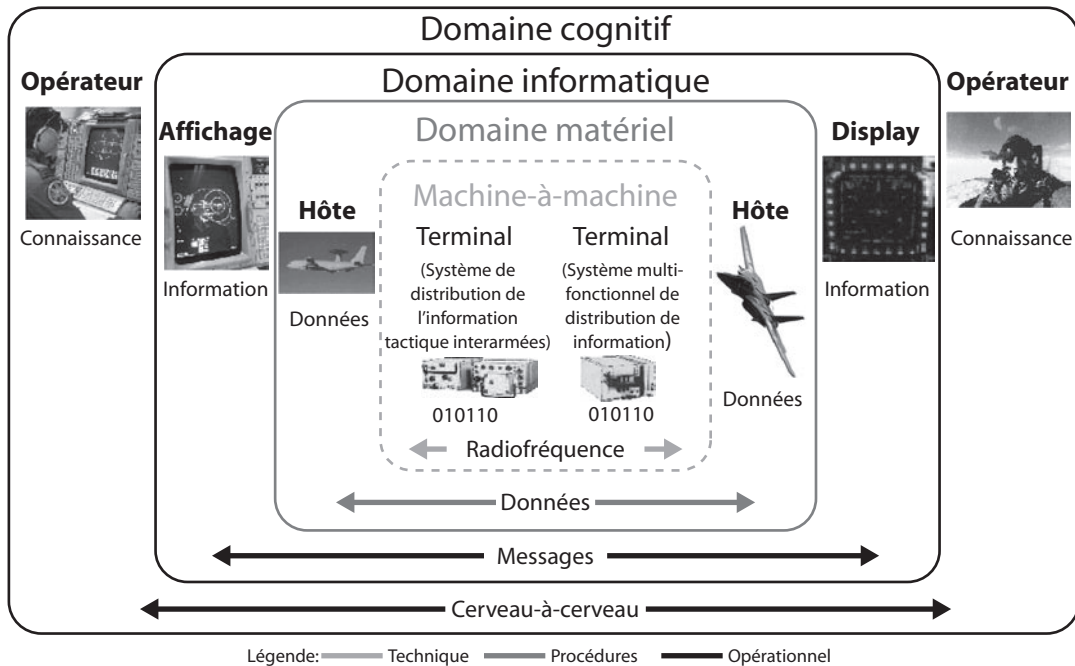 Domaine cognitif
Opérateur
Connaissance
Domaine informatique
Affichage
Information
Domaine matériel
Hôte
Données
Machine-à-machine
Terminal
(Système de
distribution de
l'information
tactique interarmées)
010110
Terminal
(Système multi-
fonctionnel de
distribution de
information)
010110
Radiofréquence
Hôte
Données
Display
Information
Opérateur
Connaissance
Données
Messages
Cerveau-à-cerveau
Légende: Technique Procédures Opérationnel